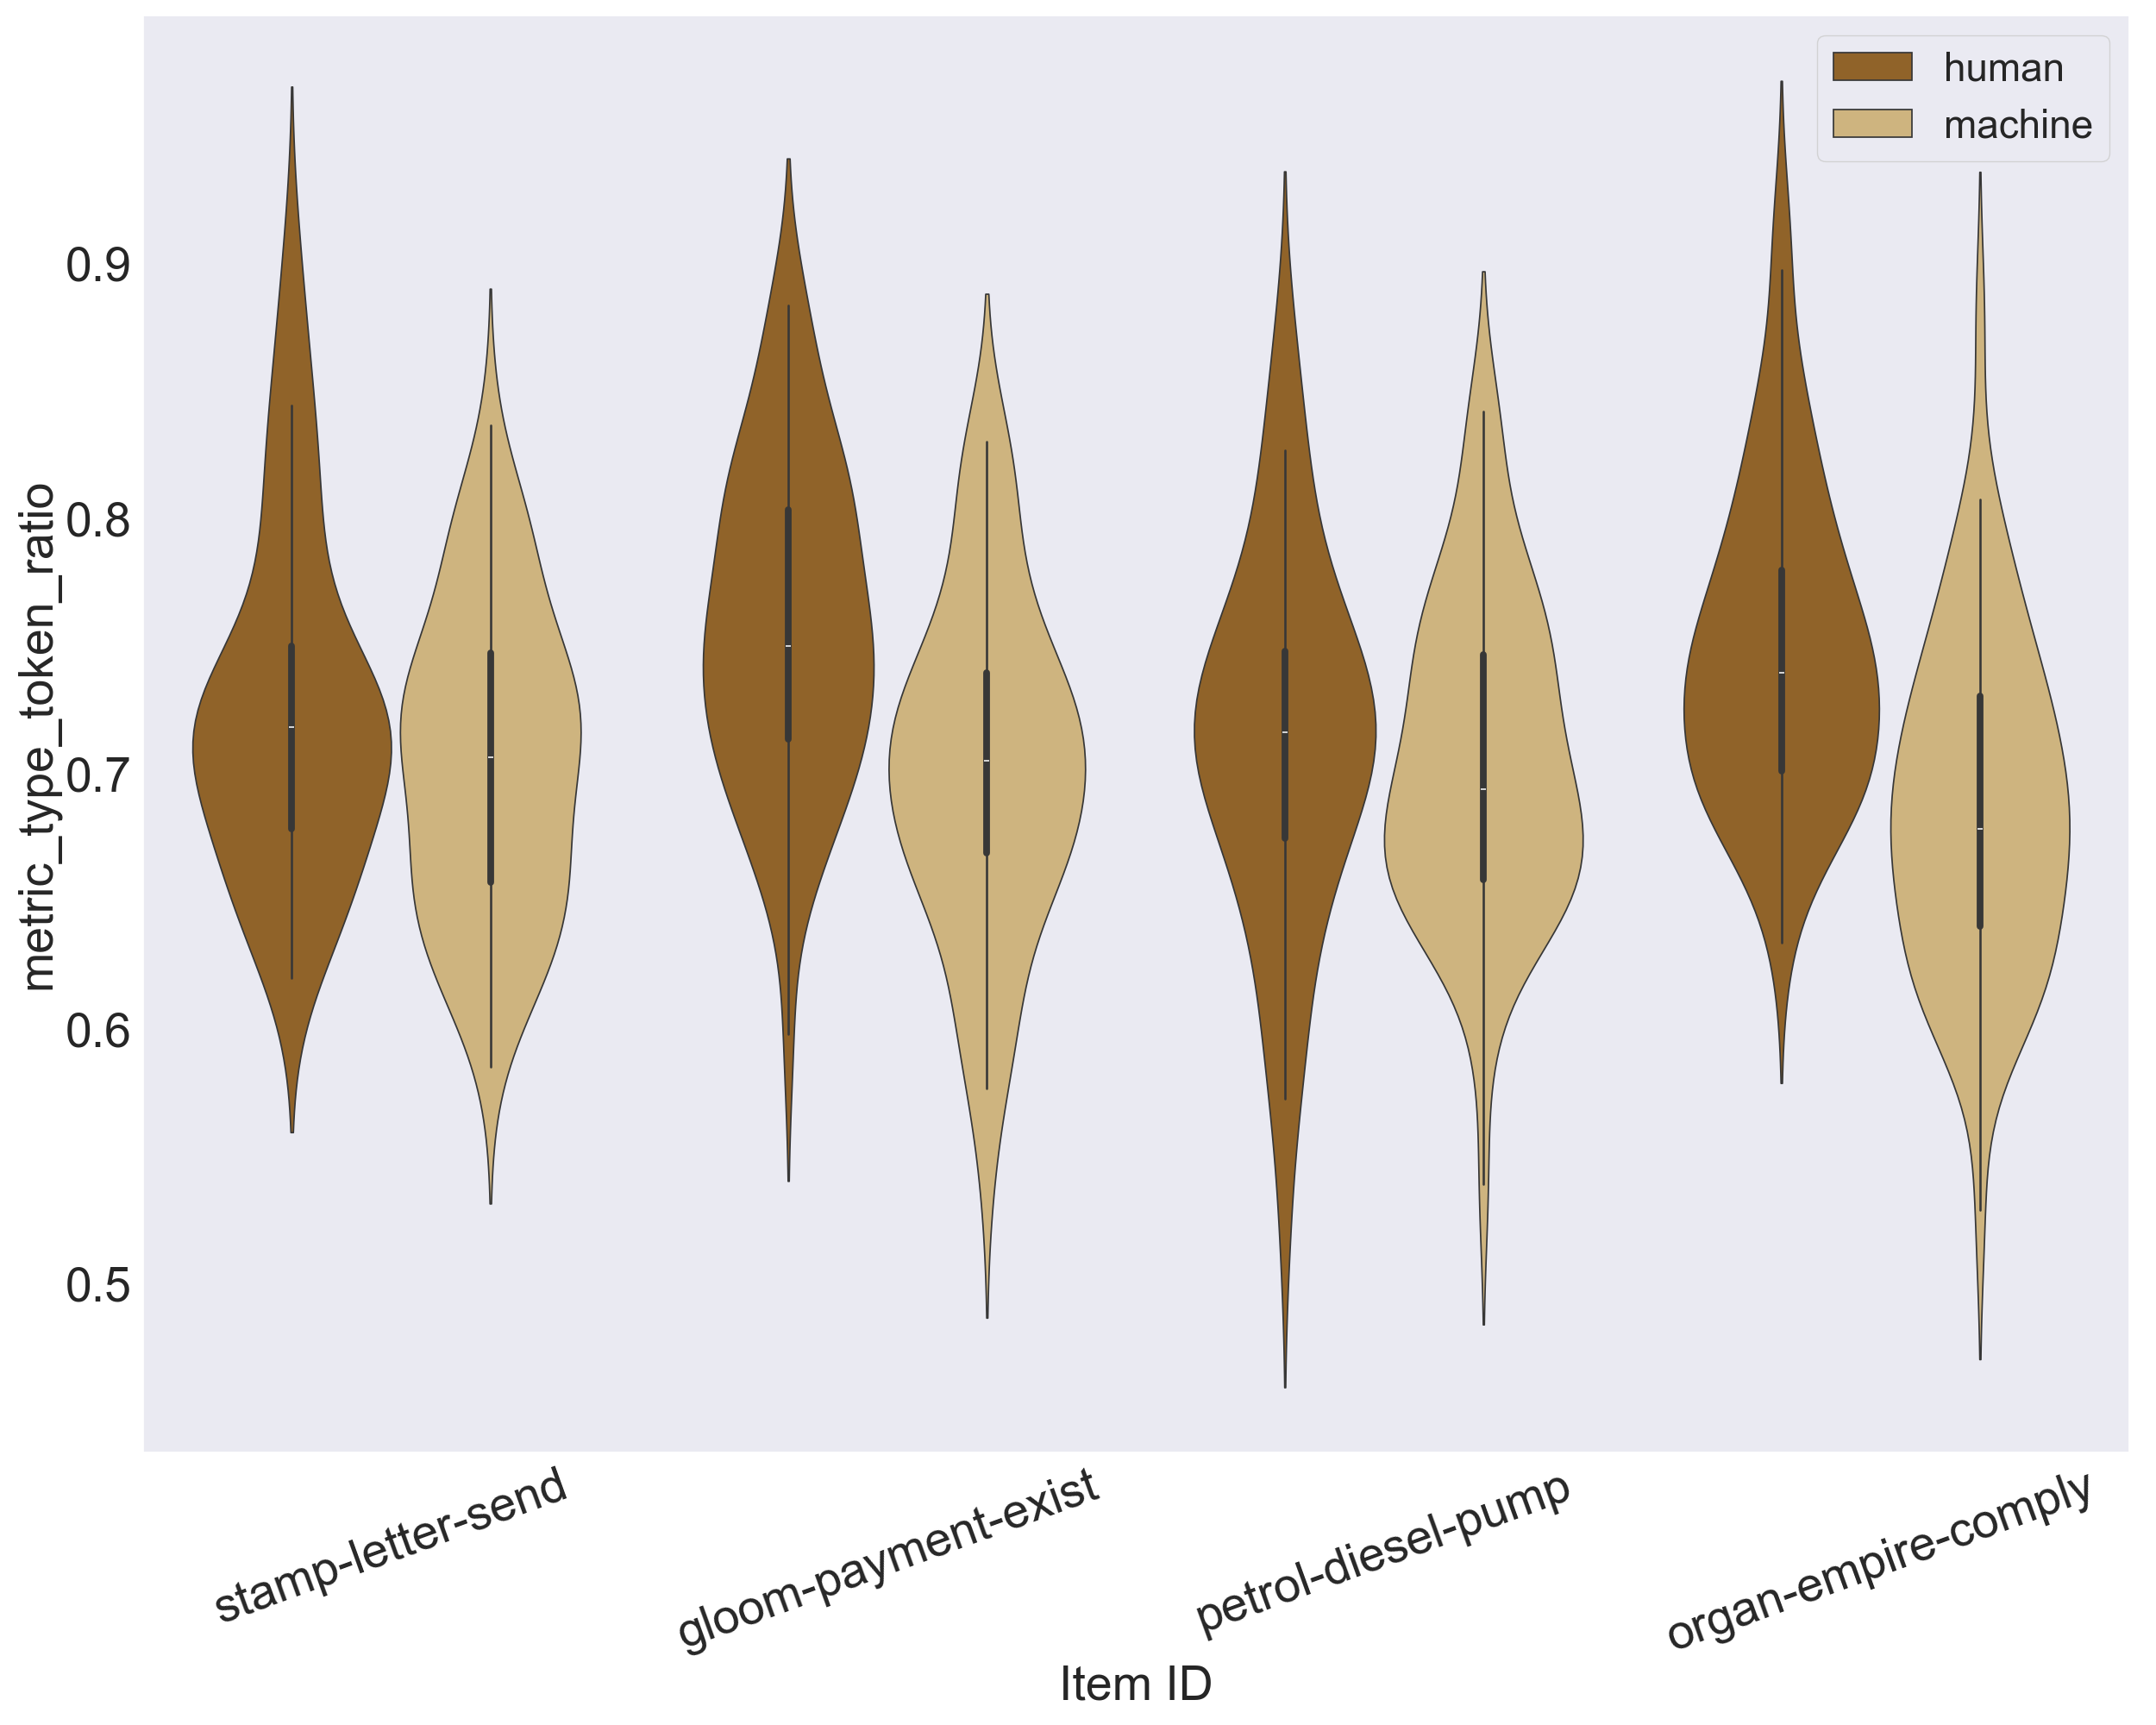 human
machine
metric_type_token_ratio
0.9
0.8
0.7
0.6
0.5
stamp-letter-send
gloom-payment-exist
petrol-diesel-pump
organ-empire-comply
Item ID